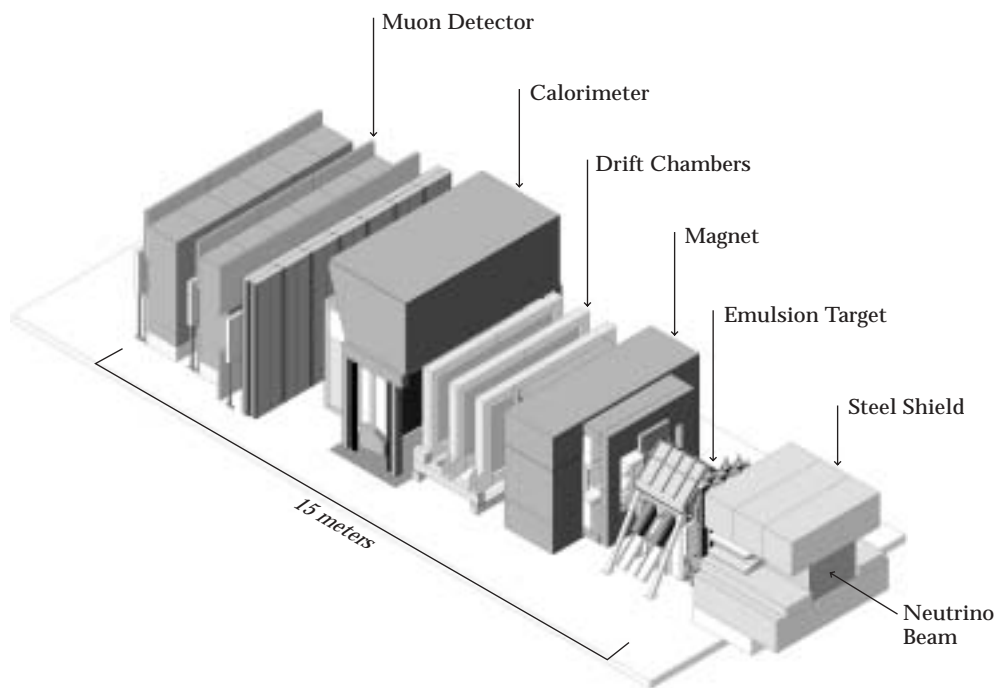 Muon Detector
Calorimeter
Drift Chambers
Magnet
Emulsion Target
Steel Shield
15 meters
Neutrino
Beam